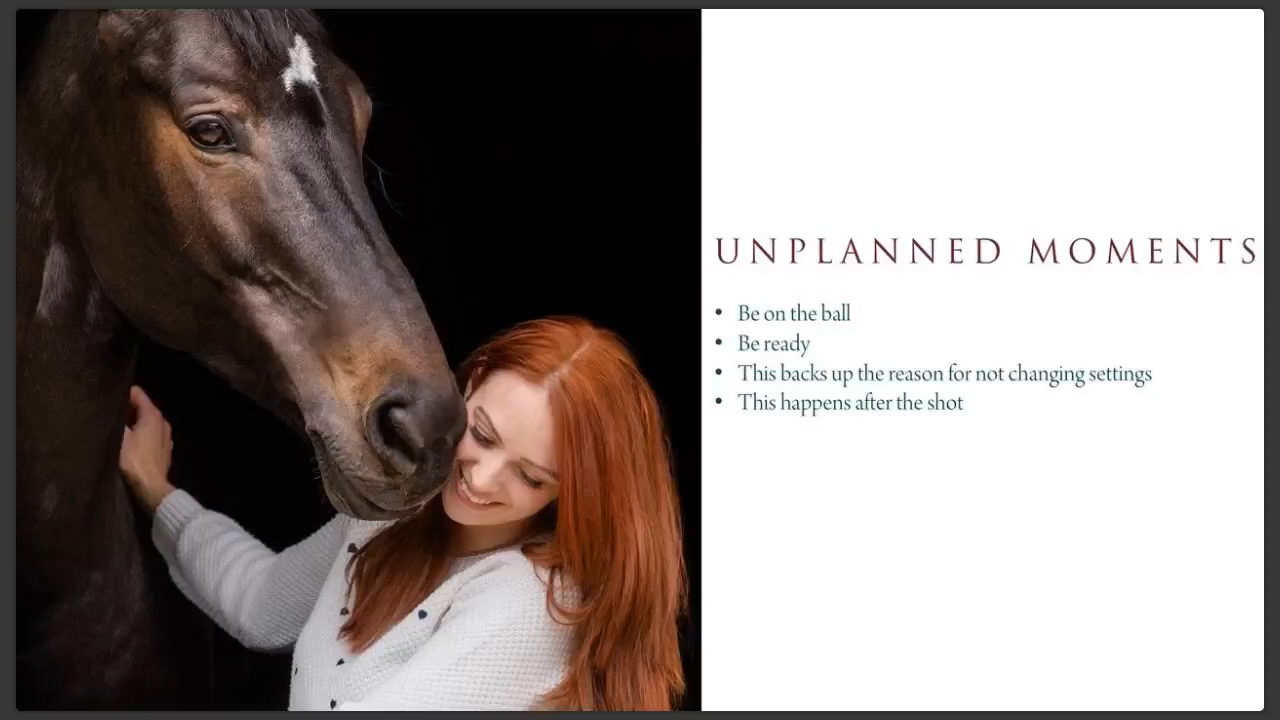 UNPLANNED MOMENTS
• Be on the ball
• Be ready
• This backs up the reason for not changing settings
• This happens after the shot